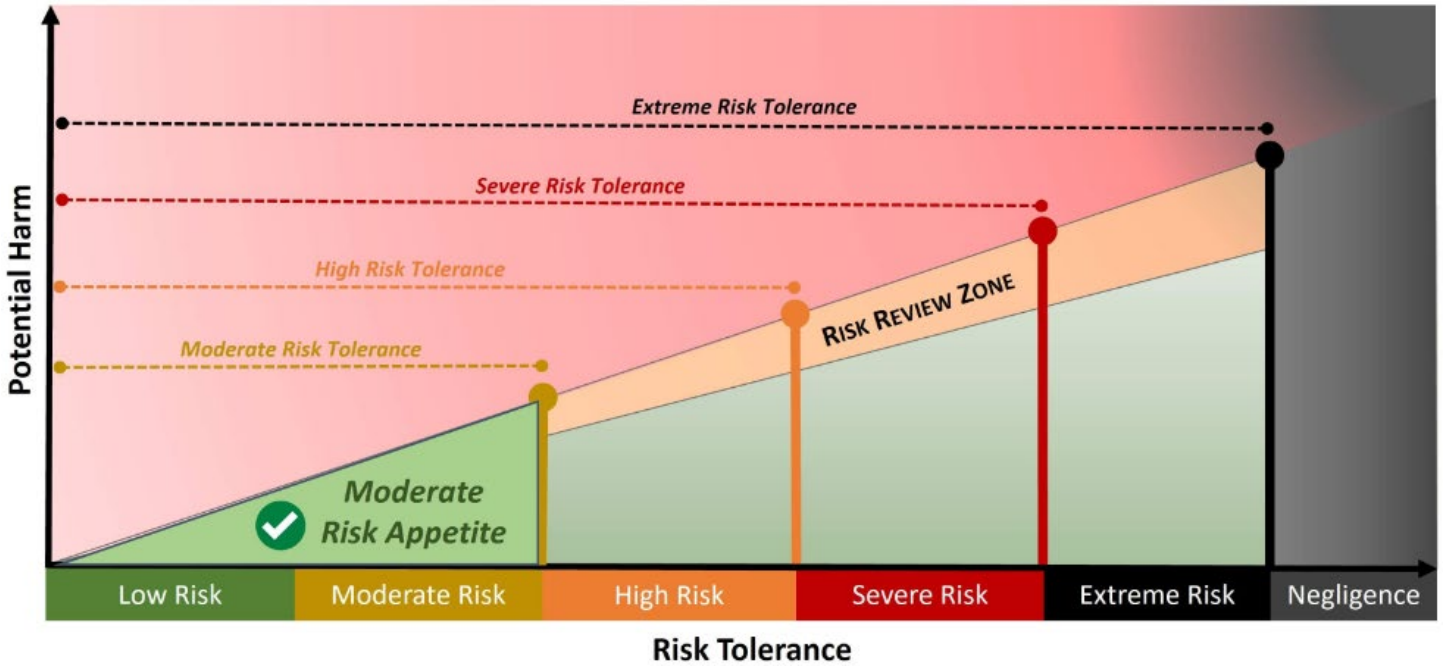 Extreme Risk Tolerance
Severe Risk Tolerance
High Risk Tolerance
Moderate Risk Tolerance
RISK REVIEW ZONE
Moderate
Risk Appetite
Potential Harm
Low Risk
Moderate Risk
High Risk
Severe Risk
Extreme Risk
Negligence
Risk Tolerance